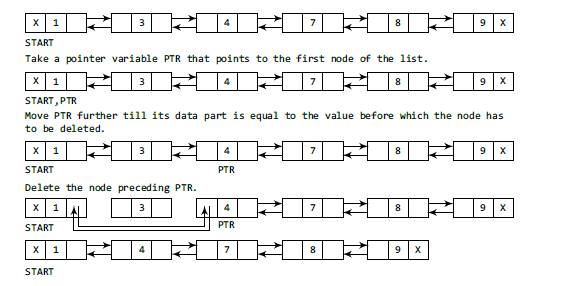 X 1 3 4 7 8 9 X
START
Take a pointer variable PTR that points to the first node of the list.
X 1 3 4 7 8 9 X
START,PTR
Move PTR further till its data part is equal to the value before which the node has
to be deleted.
X 1 3 4 7 8 9 X
START PTR
Delete the node preceding PTR.
X 1 3 4 7 8 9 X
START PTR
X 1 4 7 8 9 X
START